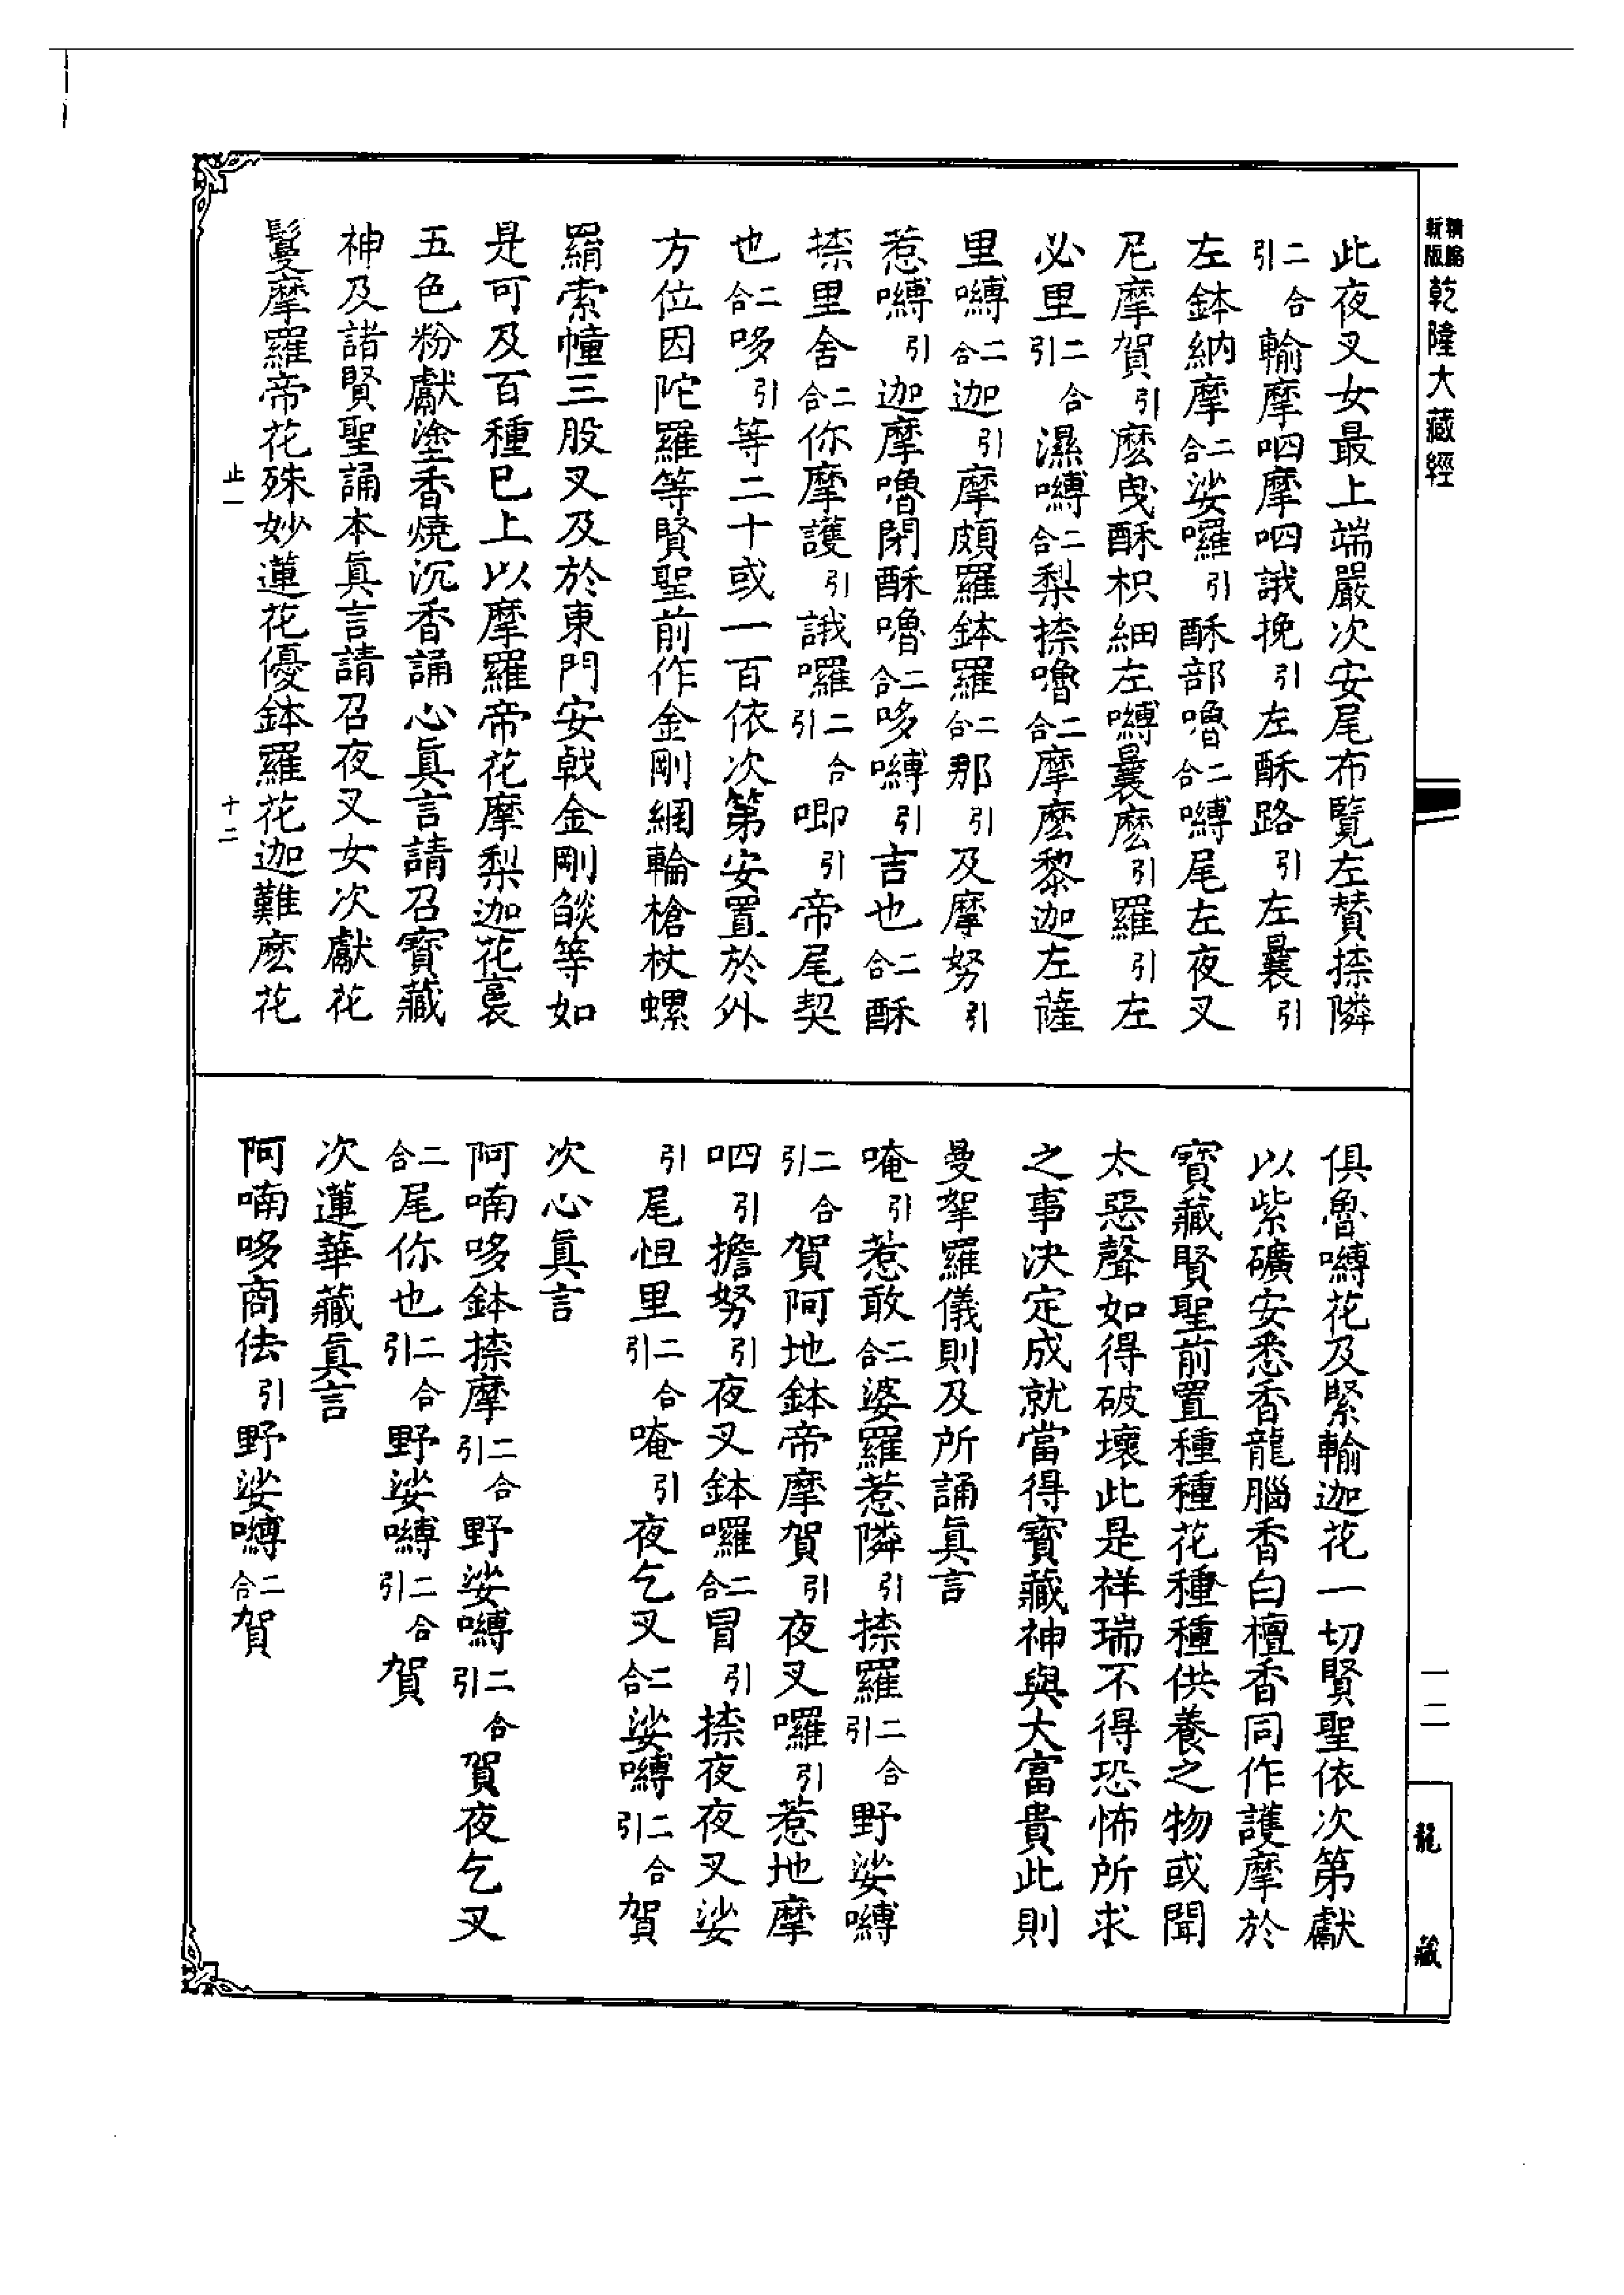 精縮新版乾隆大藏經
此夜叉女最上端嚴次安尾布覽左賛捺隣
二合引輸摩呬摩呬誐挽引左酥路引左曩引
左鉢納摩二合娑囉引酥部嚕二合嚩尾左夜叉
尼摩賀引麽曳酥枳細左嚩曩麽引羅引左
必里二合引濕嚩二合梨捺嚕二合摩麽黎迦左薩
里嚩二合迦引摩頗羅鉢羅二合那引及摩努引
惹嚩引迦摩嚕閉酥嚕二合哆嚩引吉也二合酥
捺里舍二合你摩護引誐囉二合引唧引帝尾契
也二合哆引等二十或一百依次第安置於外
方位因陀羅等賢聖前作金剛網輪槍杖螺
羂索幢三股叉及於東門安戟金剛燄等如
是可及百種已上以摩羅帝花摩梨迦花裛
五色粉獻塗香燒沉香誦心眞言請召寶藏
神及諸賢聖誦本眞言請召夜叉女次獻花
鬘摩羅帝花殊妙蓮花優鉢羅花迦難麽花
止一 十二
俱魯嚩花及緊輸迦花一切賢聖依次第獻
以紫礦安悉香龍腦香白檀香同作護摩於
寶藏賢聖前置種種花種種供養之物或聞
太惡聲如得破壞此是祥瑞不得恐怖所求
之事決定成就當得寶藏神與大富貴此則
曼拏羅儀則及所誦眞言
唵引惹敢二合婆羅惹隣引捺羅二合引野娑嚩
二合引賀阿地鉢帝摩賀引夜叉囉引惹地摩
呬引擔努引夜叉鉢囉二合冒引捺夜夜叉娑
引尾怛里二合引唵引夜乞叉二合娑嚩二合引賀
次心眞言
阿喃哆鉢捺摩二合引野娑嚩二合引賀夜乞叉
二合尾你也二合引野娑嚩二合引賀
次蓮華藏眞言
阿喃哆商佉引野娑嚩二合賀
一二
龍藏